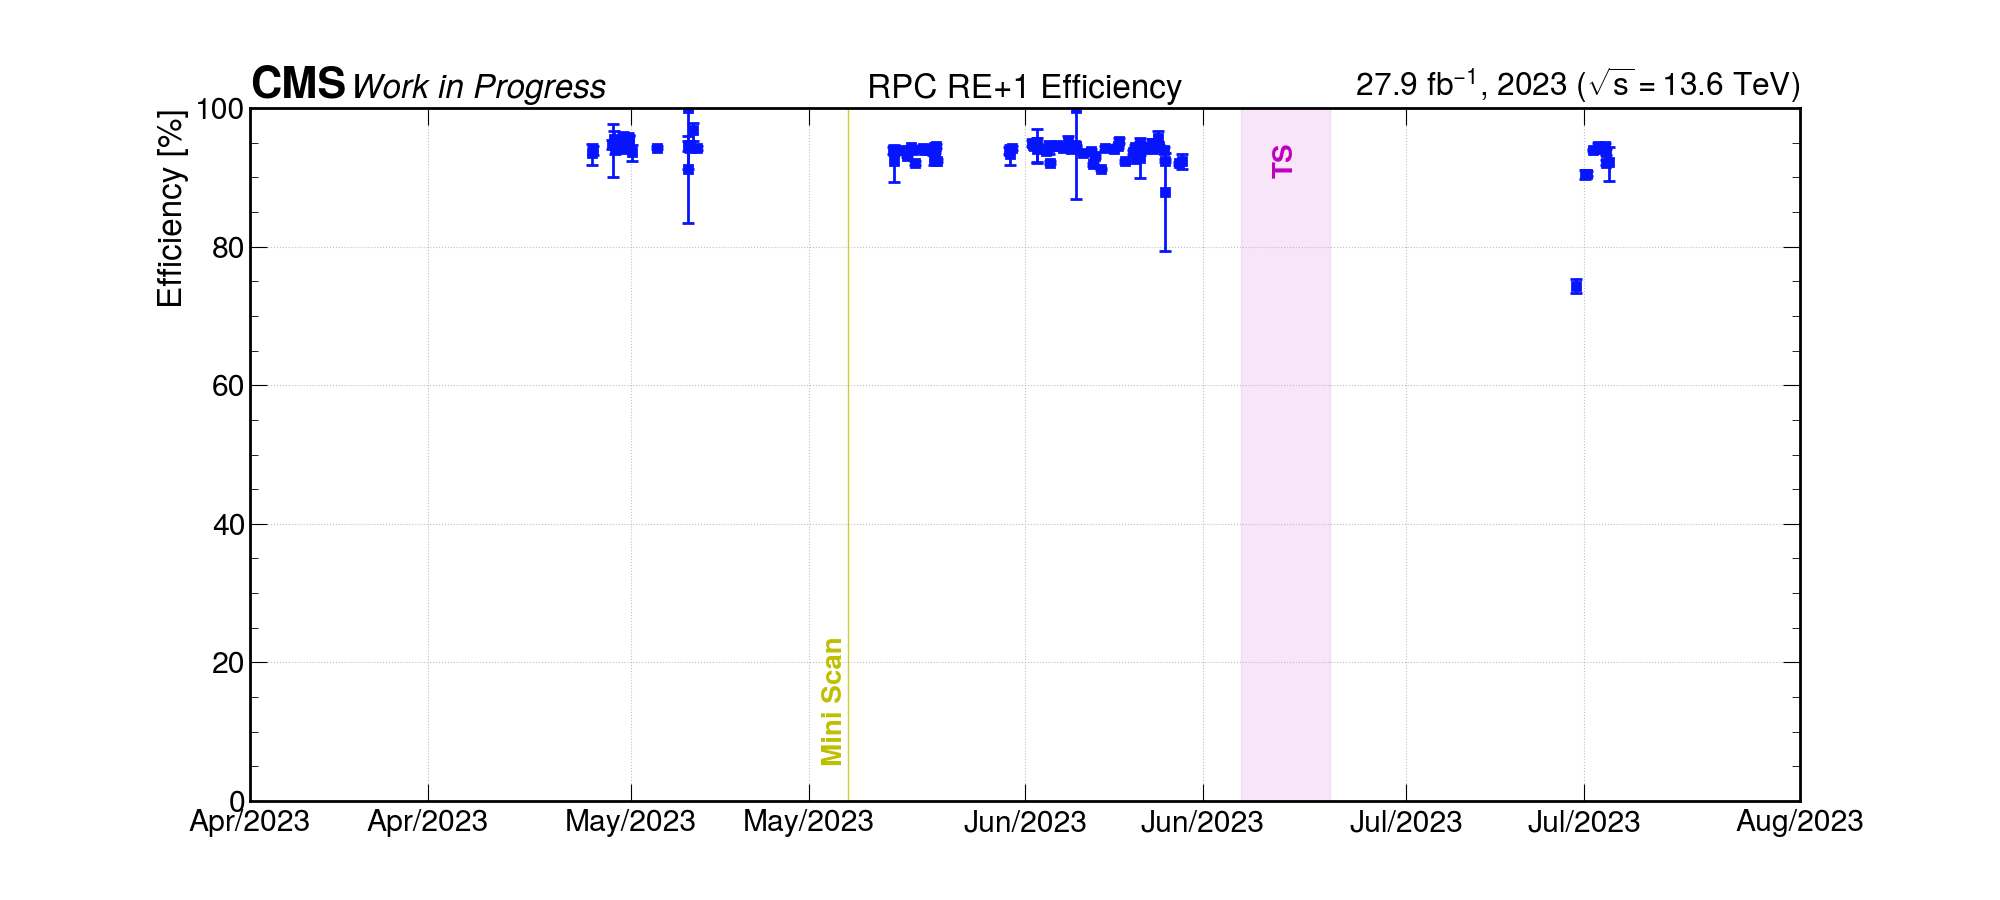 CMS Work in Progress RPC RE+1 Efficiency 27.9 fb⁻¹, 2023 (√s = 13.6 TeV)
Efficiency [%]
100
80
60
40
20
0
TS
Mini Scan
Apr/2023 Apr/2023 May/2023 May/2023 Jun/2023 Jun/2023 Jul/2023 Jul/2023 Aug/2023